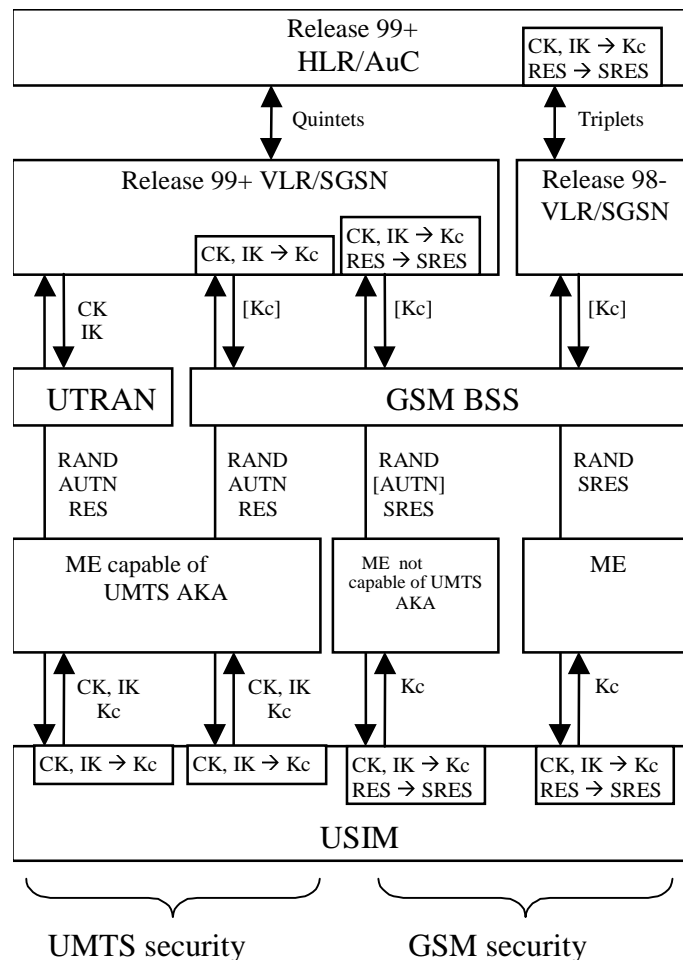 Release 99+
HLR/AuC
CK, IK → Kc
RES → SRES
Quintets
Triplets
Release 99+ VLR/SGSN
CK, IK → Kc
CK, IK → Kc
RES → SRES
Release 98-
VLR/SGSN
CK
IK
[Kc]
[Kc]
[Kc]
UTRAN
GSM BSS
RAND
AUTN
RES
RAND
AUTN
RES
RAND
[AUTN]
SRES
RAND
SRES
ME capable of
UMTS AKA
ME not
capable of UMTS
AKA
ME
CK, IK
Kc
CK, IK
Kc
Kc
Kc
CK, IK → Kc
CK, IK → Kc
CK, IK → Kc
RES → SRES
CK, IK → Kc
RES → SRES
USIM
UMTS security
GSM security